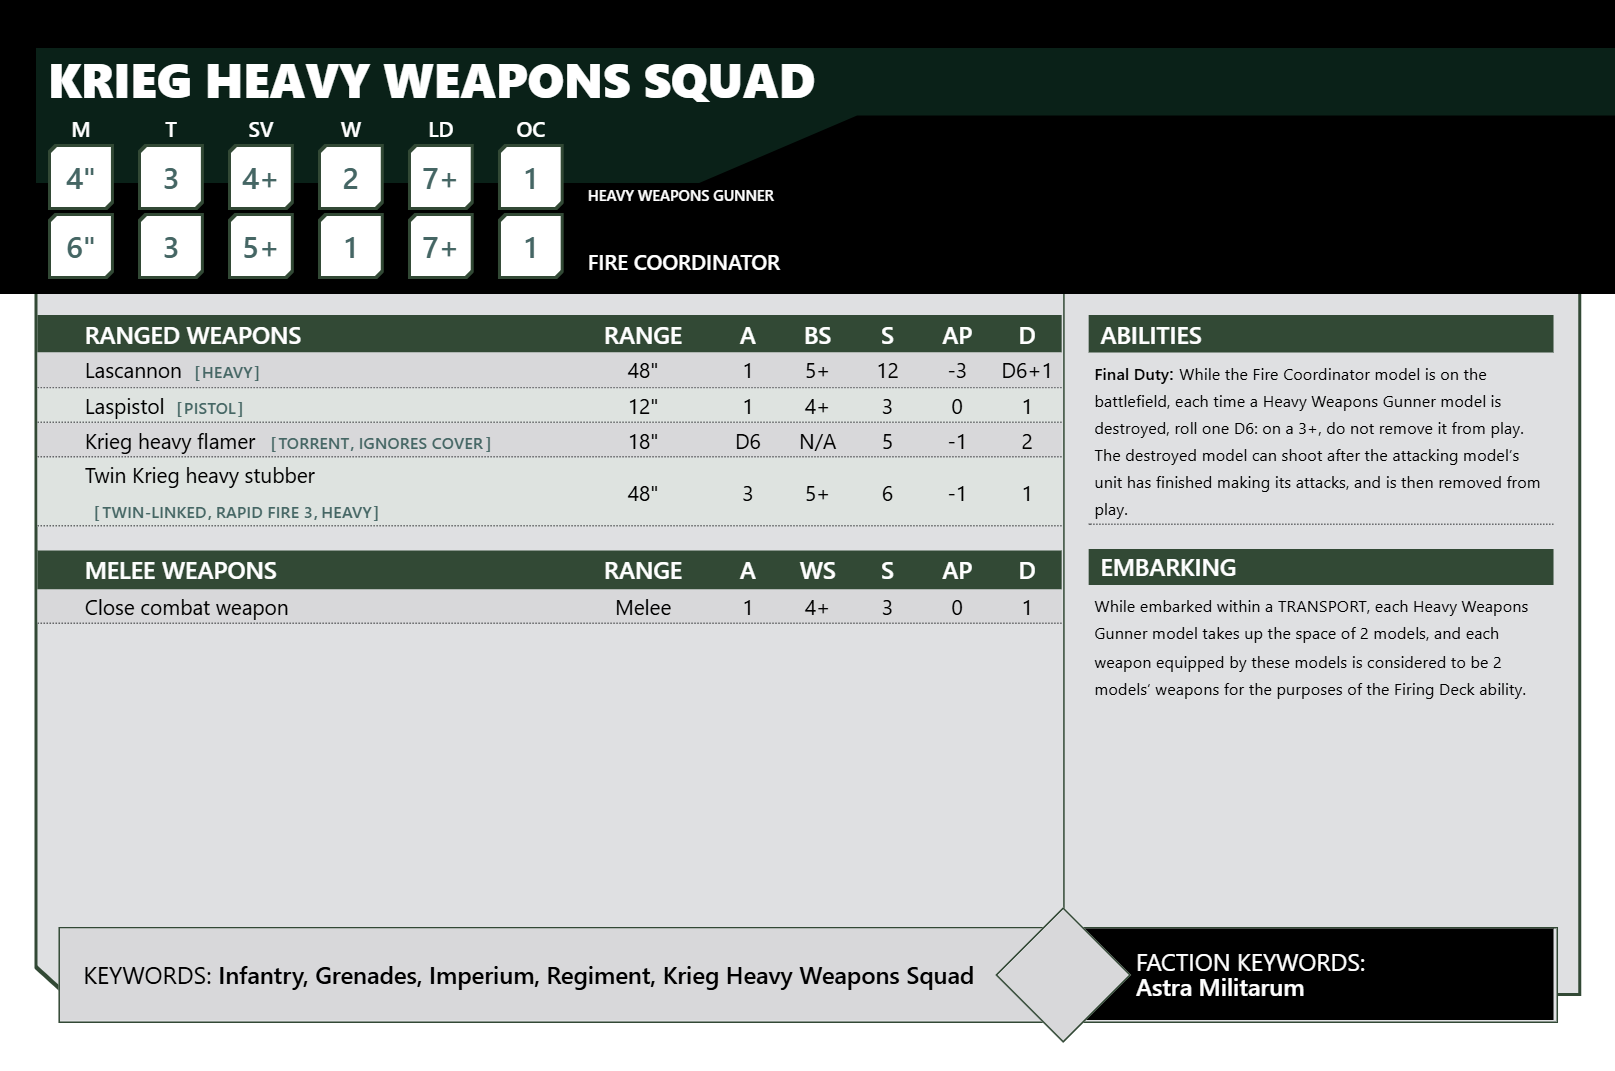 KRIEG HEAVY WEAPONS SQUAD
M T SV W LD OC
4" 3 4+ 2 7+ 1 HEAVY WEAPONS GUNNER
6" 3 5+ 1 7+ 1 FIRE COORDINATOR
RANGED WEAPONS RANGE A BS S AP D
Lascannon [HEAVY] 48" 1 5+ 12 -3 D6+1
Laspistol [PISTOL] 12" 1 4+ 3 0 1
Krieg heavy flamer [TORRENT, IGNORES COVER] 18" D6 N/A 5 -1 2
Twin Krieg heavy stubber
[TWIN-LINKED, RAPID FIRE 3, HEAVY] 48" 3 5+ 6 -1 1
MELEE WEAPONS RANGE A WS S AP D
Close combat weapon Melee 1 4+ 3 0 1
ABILITIES
Final Duty: While the Fire Coordinator model is on the
battlefield, each time a Heavy Weapons Gunner model is
destroyed, roll one D6: on a 3+, do not remove it from play.
The destroyed model can shoot after the attacking model’s
unit has finished making its attacks, and is then removed from
play.
EMBARKING
While embarked within a TRANSPORT, each Heavy Weapons
Gunner model takes up the space of 2 models, and each
weapon equipped by these models is considered to be 2
models’ weapons for the purposes of the Firing Deck ability.
KEYWORDS: Infantry, Grenades, Imperium, Regiment, Krieg Heavy Weapons Squad
FACTION KEYWORDS:
Astra Militarum